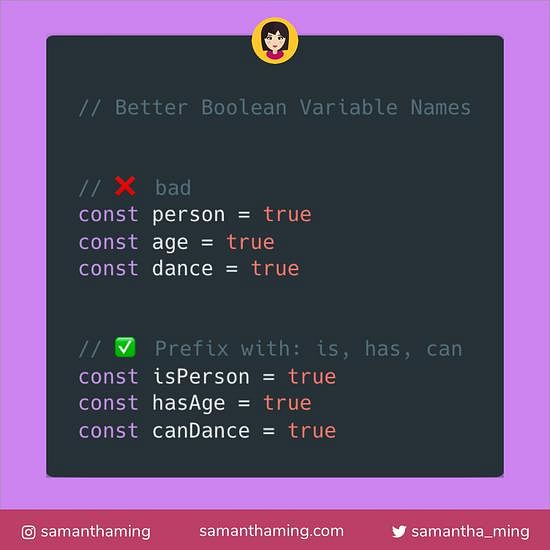 // Better Boolean Variable Names
// ❌ bad
const person = true
const age = true
const dance = true
// ✅ Prefix with: is, has, can
const isPerson = true
const hasAge = true
const canDance = true
samanthaming samanthaming.com samantha_ming